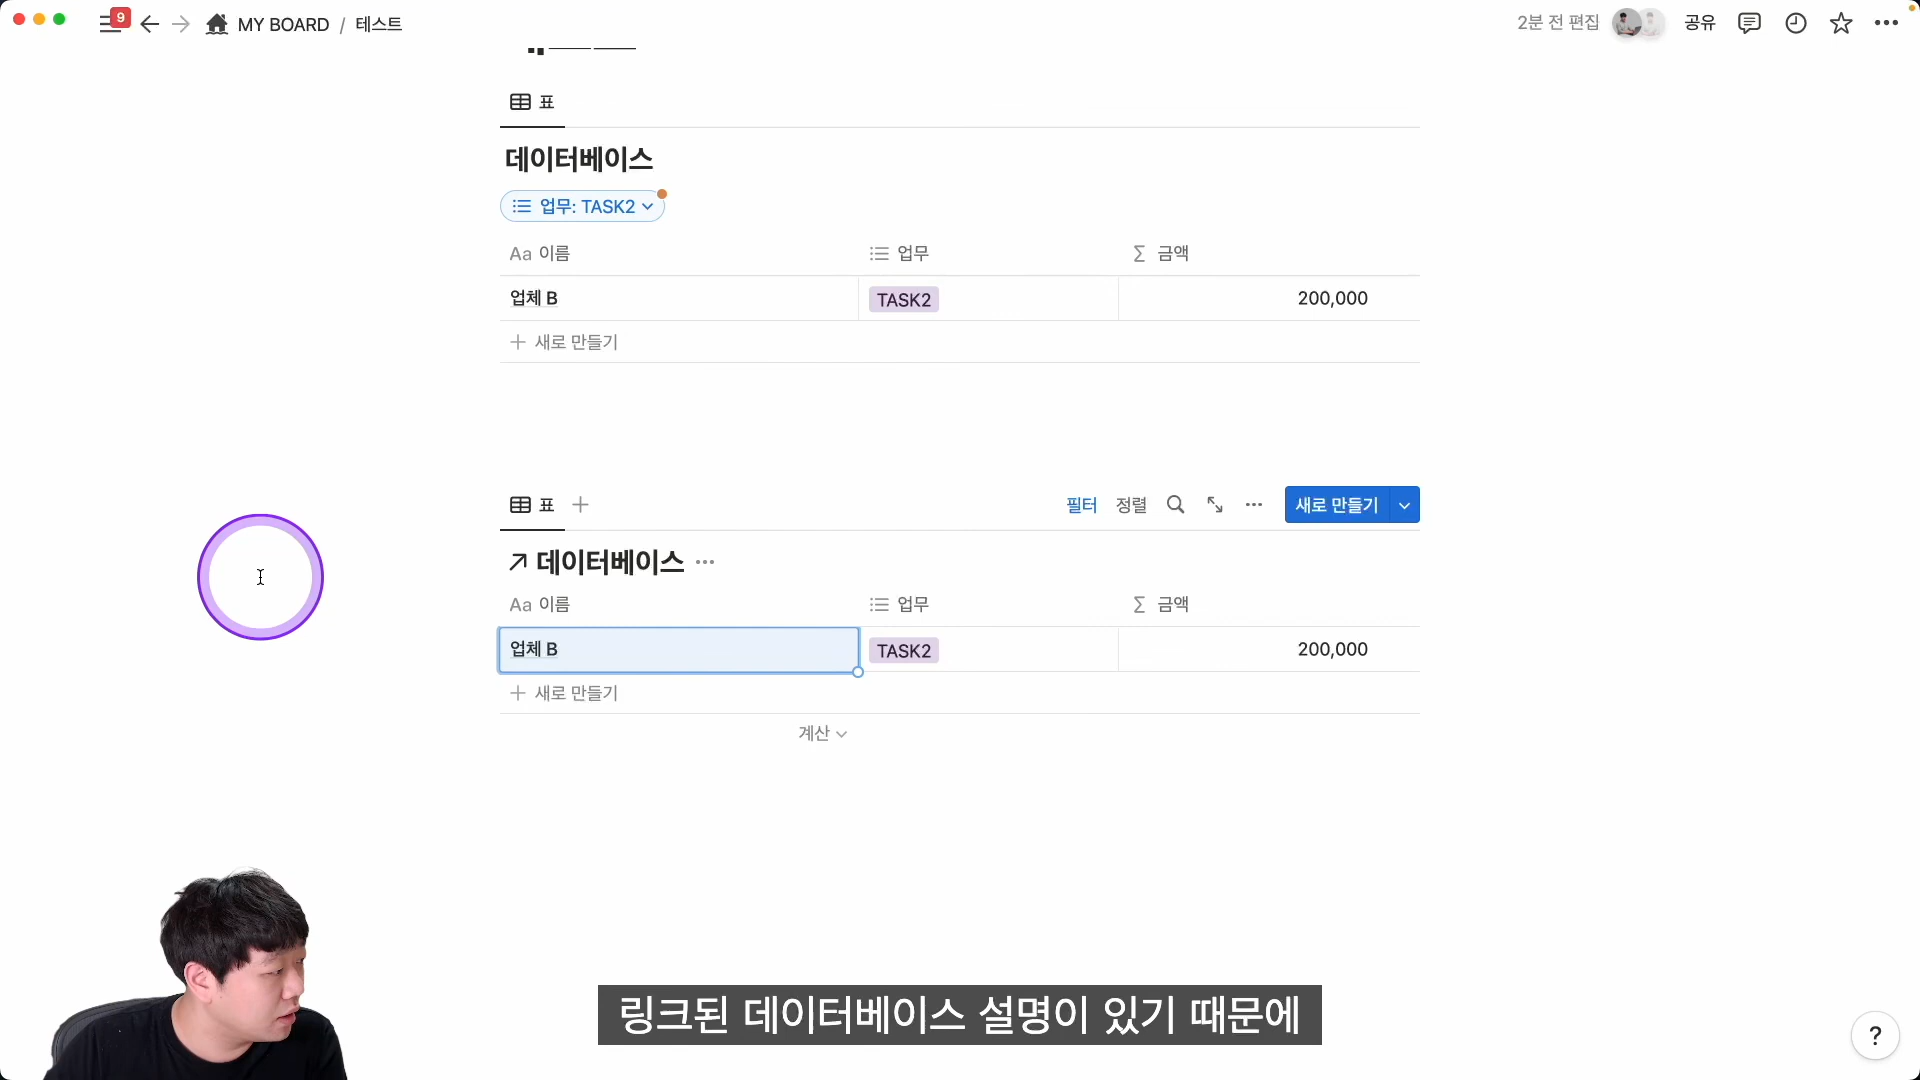 9
MY BOARD / 테스트
2분 전 편집
공유
표
데이터베이스
업무: TASK2
Aa 이름
업무
Σ 금액
업체 B
TASK2
200,000
+ 새로 만들기
표 +
필터
정렬
새로 만들기
데이터베이스
Aa 이름
업무
Σ 금액
업체 B
TASK2
200,000
+ 새로 만들기
계산
링크된 데이터베이스 설명이 있기 때문에
?